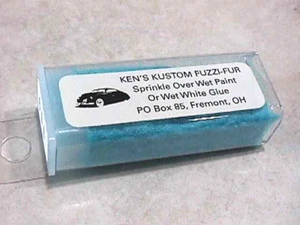 KEN'S KUSTOM FUZZI-FUR
Sprinkle Over Wet Paint
Or Wet White Glue
PO Box 85, Fremont, OH